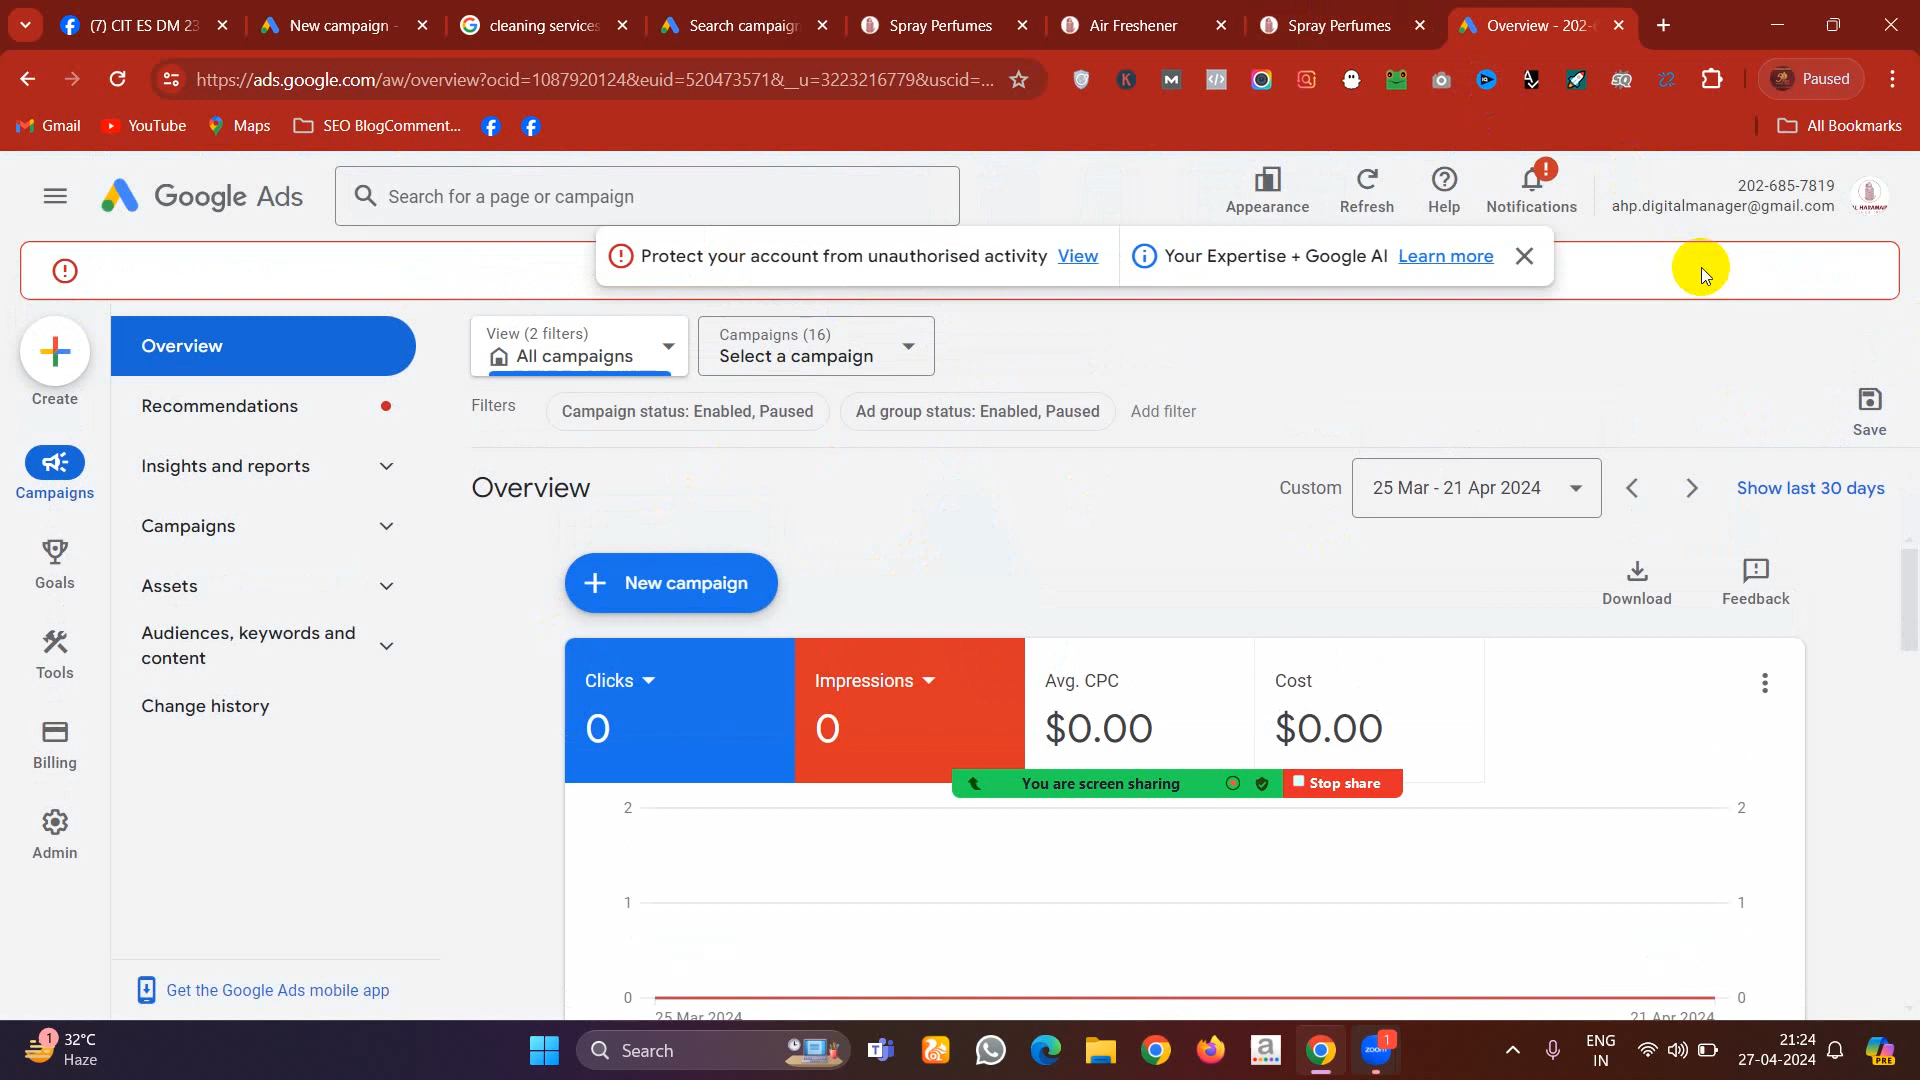 (7) CIT ES DM 23
New campaign -
cleaning services
Search campaign
Spray Perfumes
Air Freshener
Spray Perfumes
Overview - 202-
https://ads.google.com/aw/overview?ocid=1087920124&euid=520473571&__u=3223216779&uscid=...
Paused
Gmail
YouTube
Maps
SEO BlogComment...
All Bookmarks
Google Ads
Search for a page or campaign
Appearance
Refresh
Help
Notifications
202-685-7819
ahp.digitalmanager@gmail.com
Protect your account from unauthorised activity View
Your Expertise + Google AI Learn more
Create
Campaigns
Goals
Tools
Billing
Admin
Overview
Recommendations
Insights and reports
Campaigns
Assets
Audiences, keywords and
content
Change history
Get the Google Ads mobile app
View (2 filters)
All campaigns
Campaigns (16)
Select a campaign
Filters
Campaign status: Enabled, Paused
Ad group status: Enabled, Paused
Add filter
Save
Overview
Custom
25 Mar - 21 Apr 2024
Show last 30 days
New campaign
Download
Feedback
Clicks
0
Impressions
0
Avg. CPC
$0.00
Cost
$0.00
You are screen sharing
Stop share
2
2
1
1
0
0
25 Mar 2024
21 Apr 2024
1
32°C
Haze
Search
zoom
1
ENG
IN
21:24
27-04-2024
PRE